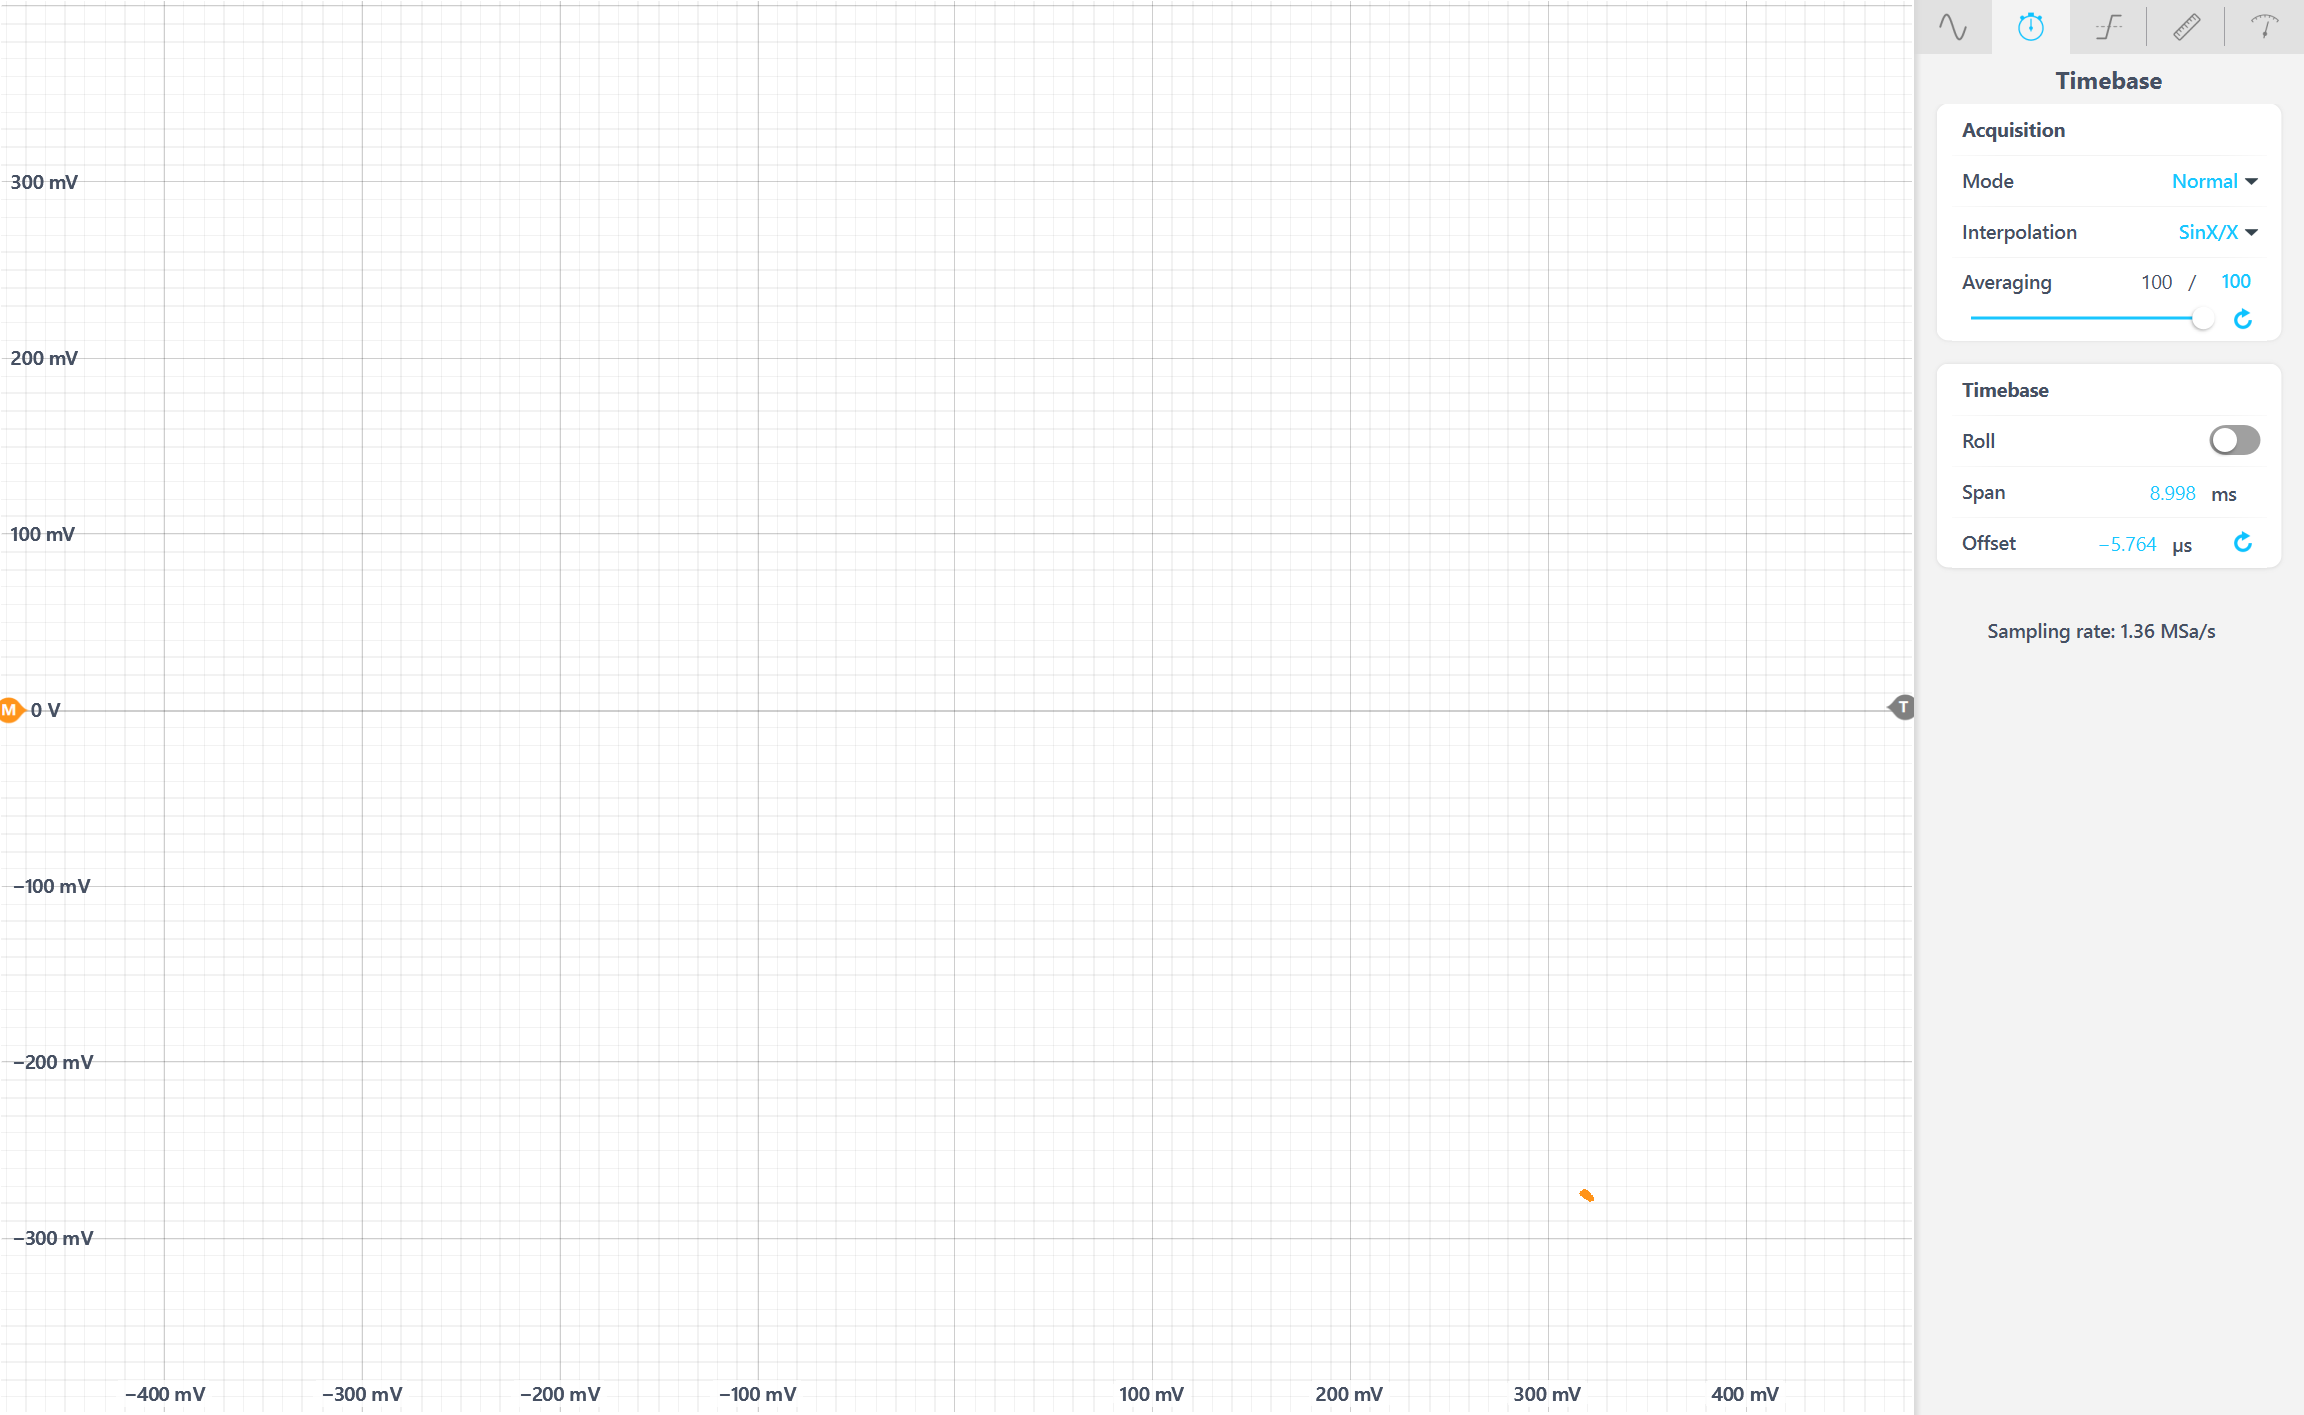 Timebase
Acquisition
Mode Normal
Interpolation SinX/X
Averaging 100 / 100
Timebase
Roll
Span 8.998 ms
Offset −5.764 µs
Sampling rate: 1.36 MSa/s
300 mV
200 mV
100 mV
M 0 V T
−100 mV
−200 mV
−300 mV
−400 mV −300 mV −200 mV −100 mV 100 mV 200 mV 300 mV 400 mV